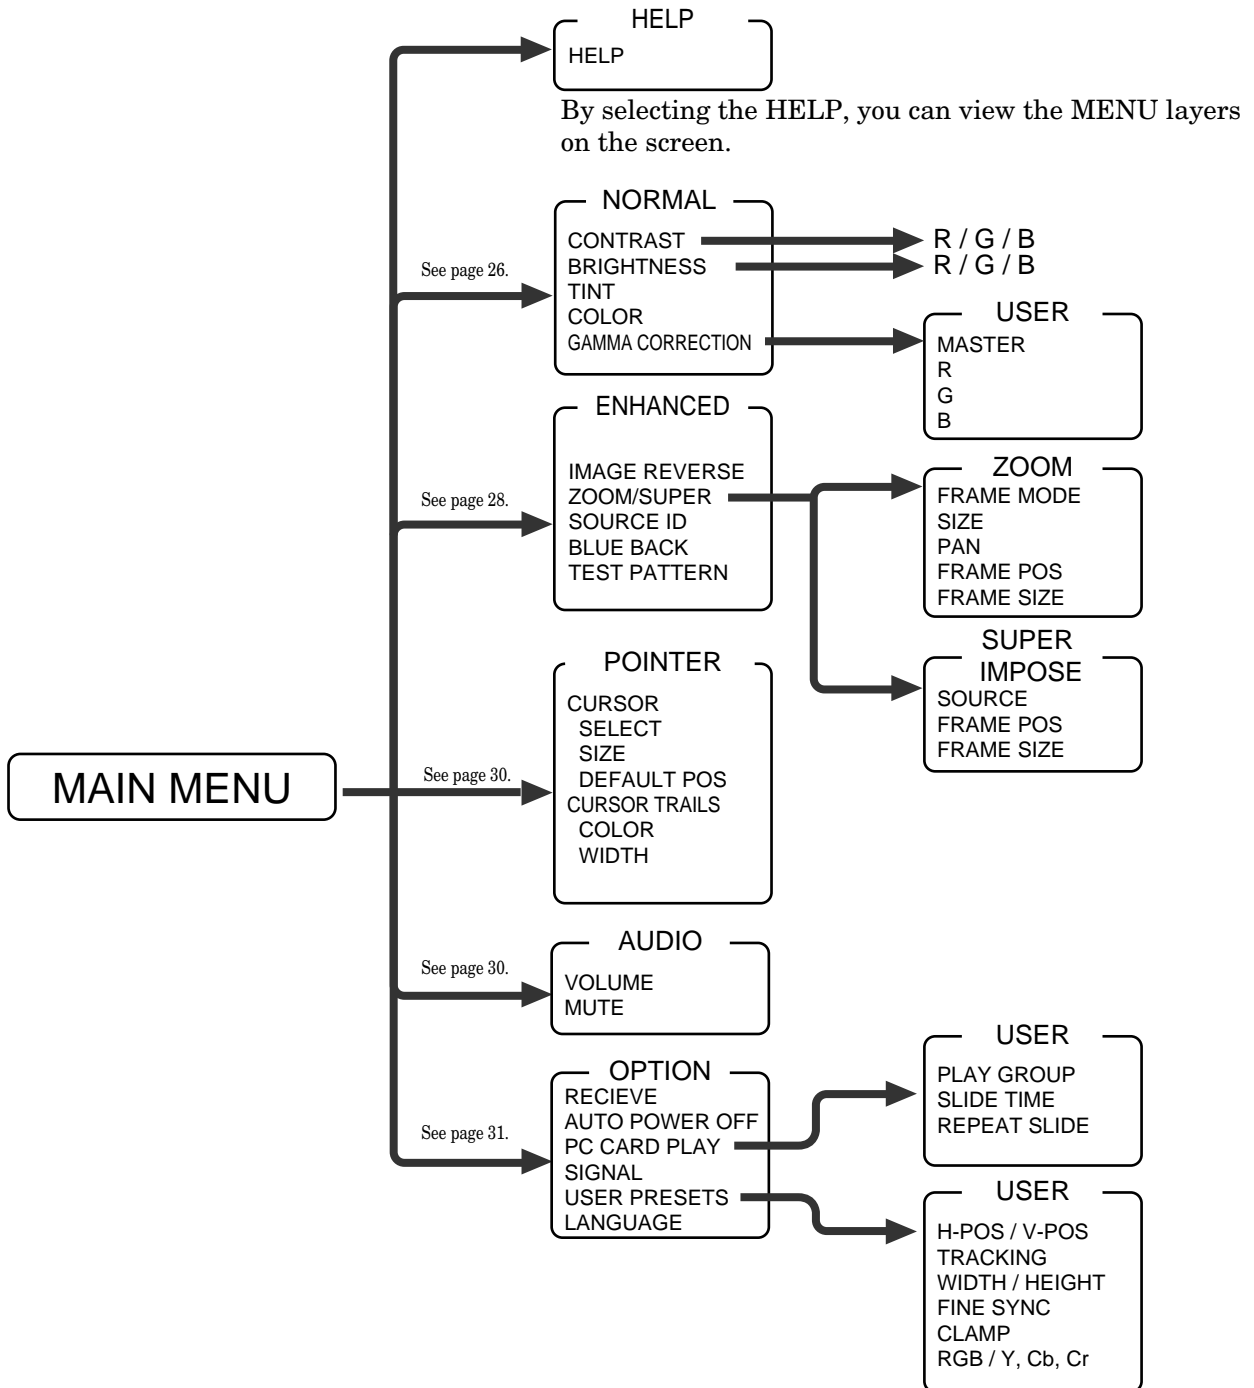 HELP
HELP
By selecting the HELP, you can view the MENU layers
on the screen.
MAIN MENU
See page 26.
NORMAL
CONTRAST
BRIGHTNESS
TINT
COLOR
GAMMA CORRECTION
R / G / B
R / G / B
USER
MASTER
R
G
B
See page 28.
ENHANCED
IMAGE REVERSE
ZOOM/SUPER
SOURCE ID
BLUE BACK
TEST PATTERN
ZOOM
FRAME MODE
SIZE
PAN
FRAME POS
FRAME SIZE
SUPER
IMPOSE
SOURCE
FRAME POS
FRAME SIZE
See page 30.
POINTER
CURSOR
SELECT
SIZE
DEFAULT POS
CURSOR TRAILS
COLOR
WIDTH
See page 30.
AUDIO
VOLUME
MUTE
See page 31.
OPTION
RECIEVE
AUTO POWER OFF
PC CARD PLAY
SIGNAL
USER PRESETS
LANGUAGE
USER
PLAY GROUP
SLIDE TIME
REPEAT SLIDE
USER
H-POS / V-POS
TRACKING
WIDTH / HEIGHT
FINE SYNC
CLAMP
RGB / Y, Cb, Cr